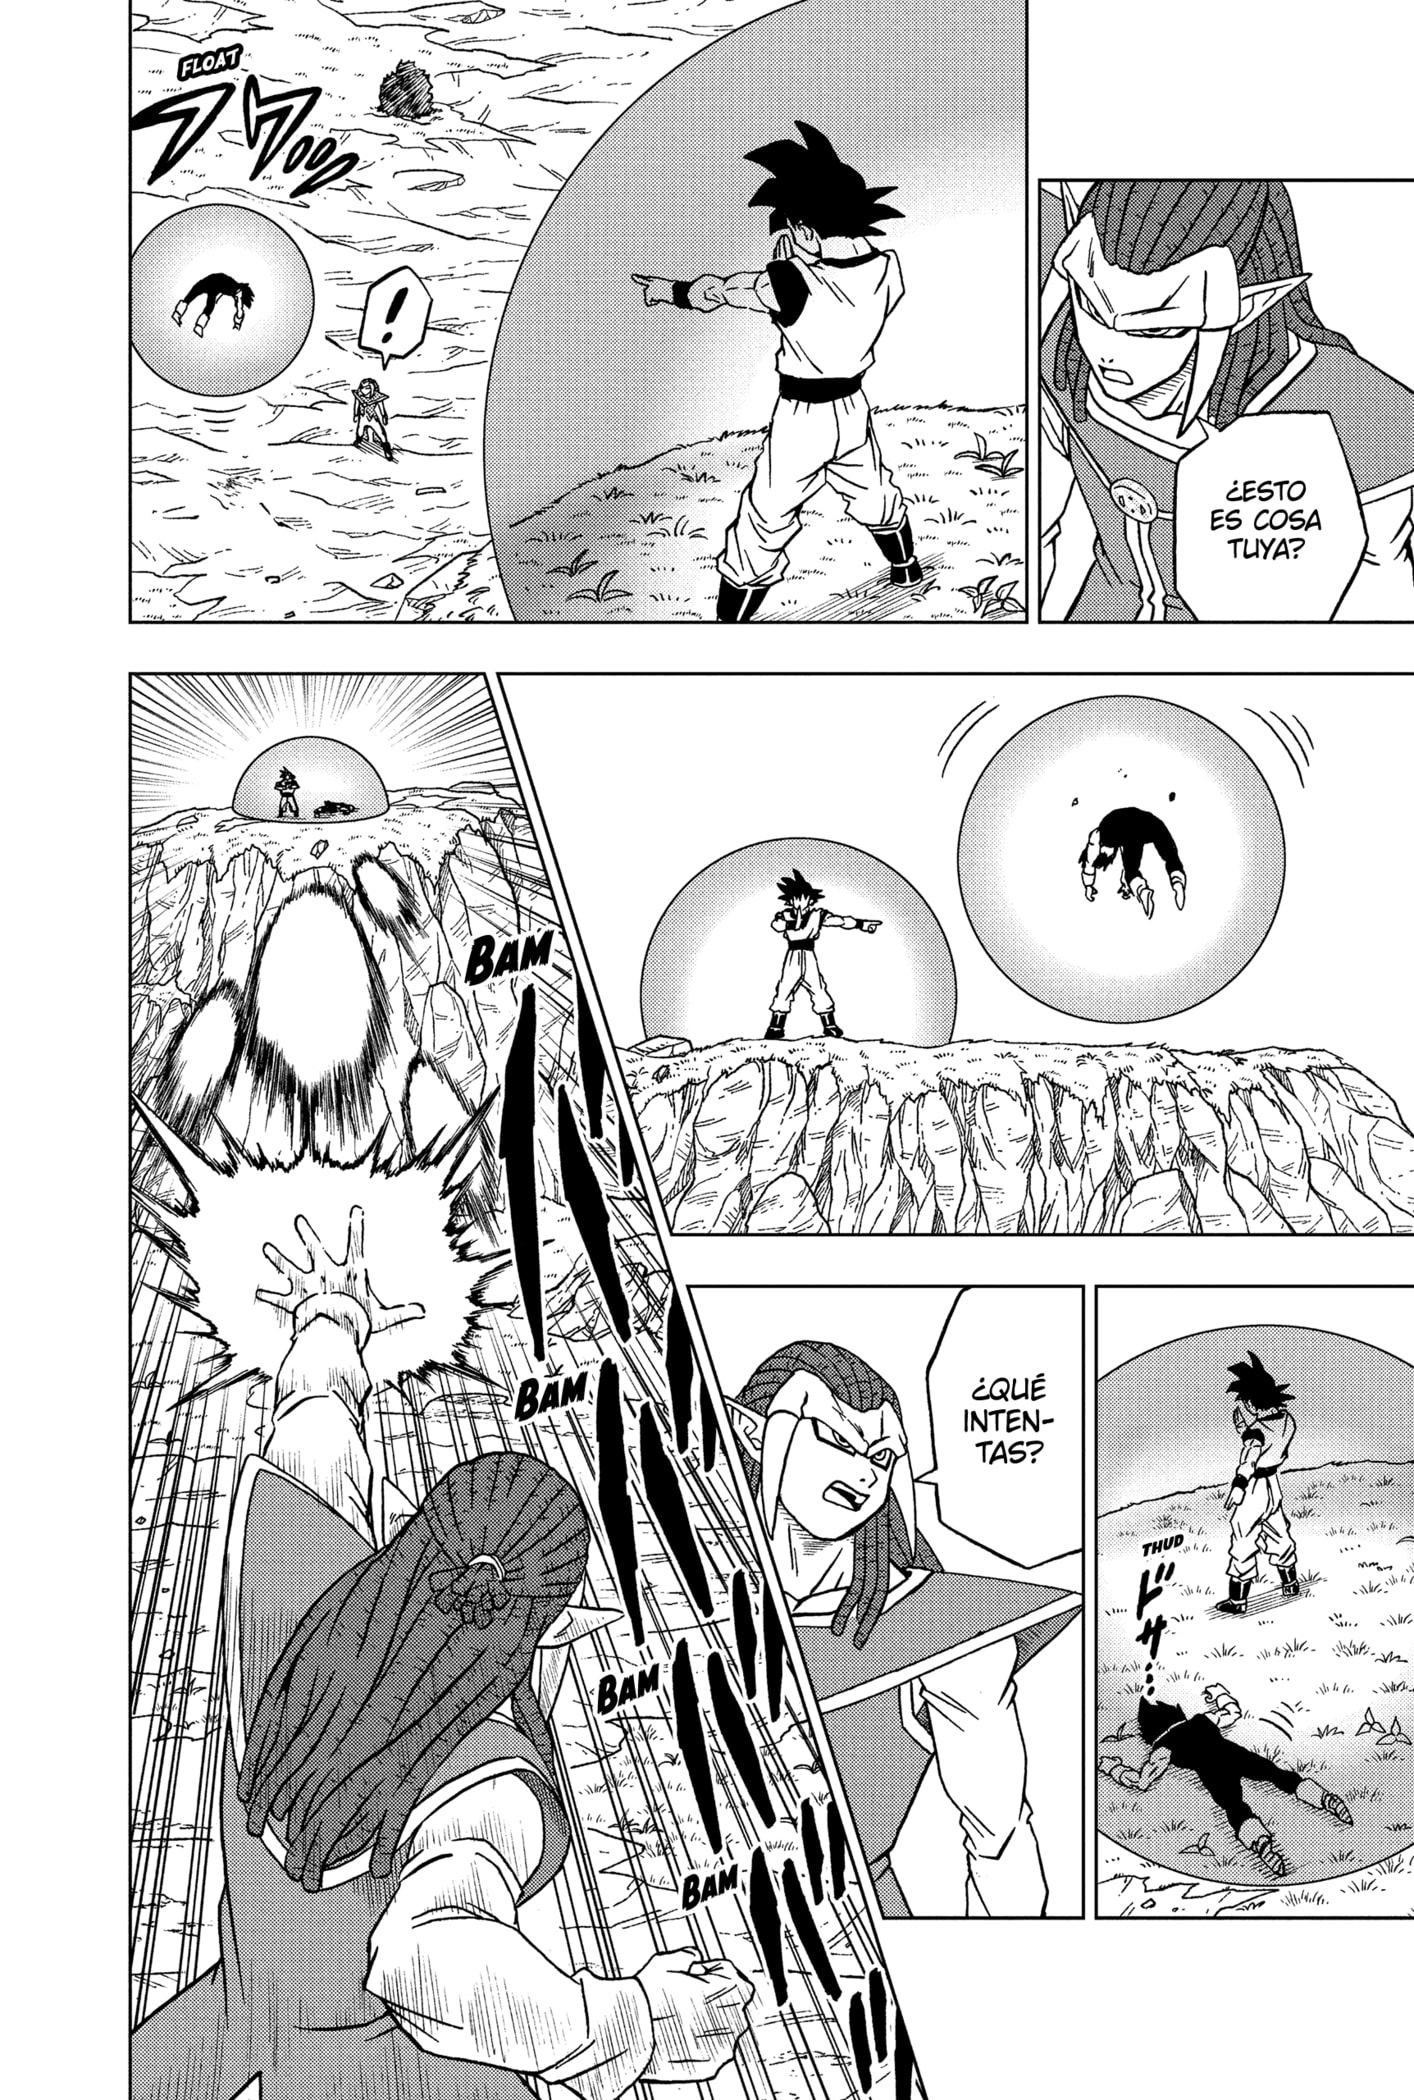 ¿ESTO
ES COSA
TUYA?
FLOAT
フワッ
!
THUD
ドサ…
¿QUÉ
INTEN-
TAS?
BAM
BAM
BAM
BAM